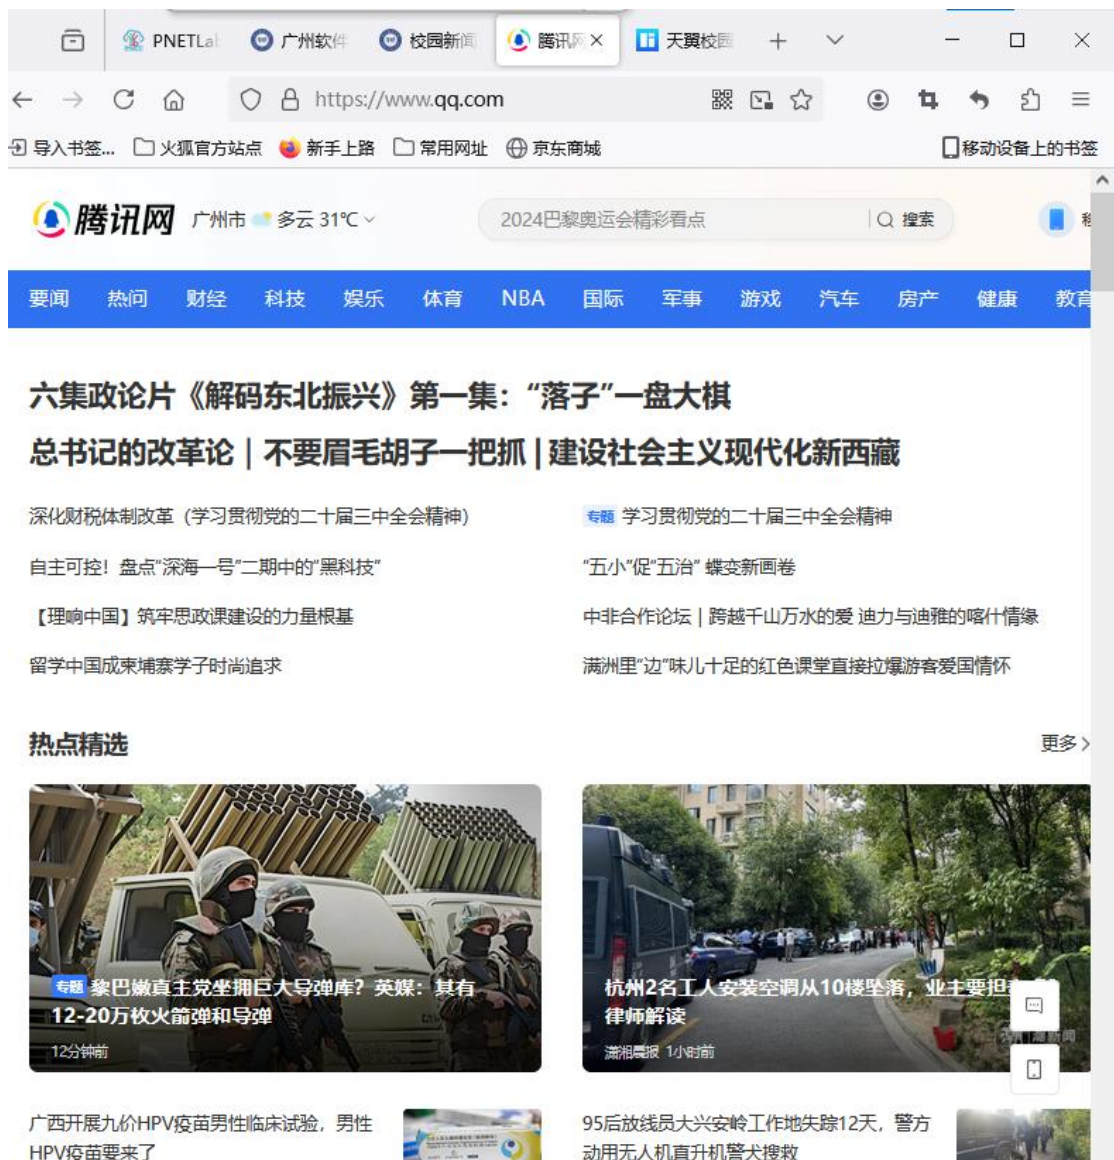 PNETLa
广州软件
校园新闻
腾讯网
天翼校园
https://www.qq.com
导入书签...
火狐官方站点
新手上路
常用网址
京东商城
移动设备上的书签
腾讯网
广州市
多云 31℃
2024巴黎奥运会精彩看点
搜索
要闻 热问 财经 科技 娱乐 体育 NBA 国际 军事 游戏 汽车 房产 健康 教育
六集政论片《解码东北振兴》第一集：“落子”一盘大棋
总书记的改革论 | 不要眉毛胡子一把抓 | 建设社会主义现代化新西藏
深化财税体制改革（学习贯彻党的二十届三中全会精神）
专题 学习贯彻党的二十届三中全会精神
自主可控！盘点“深海一号”二期中的“黑科技”
“五小”促“五治” 蝶变新画卷
【理响中国】筑牢思政课建设的力量根基
中非合作论坛 | 跨越千山万水的爱 迪力与迪雅的喀什情缘
留学中国成柬埔寨学子时尚追求
满洲里“边”味儿十足的红色课堂直接拉爆游客爱国情怀
热点精选
更多
专题 黎巴嫩真主党坐拥巨大导弹库？英媒：其有
12-20万枚火箭弹和导弹
12分钟前
杭州2名工人安装空调从10楼坠落，业主要担
律师解读
潇湘晨报 1小时前
广西开展九价HPV疫苗男性临床试验，男性
HPV疫苗要来了
95后放线员大兴安岭工作地失踪12天，警方
动用无人机直升机警犬搜救